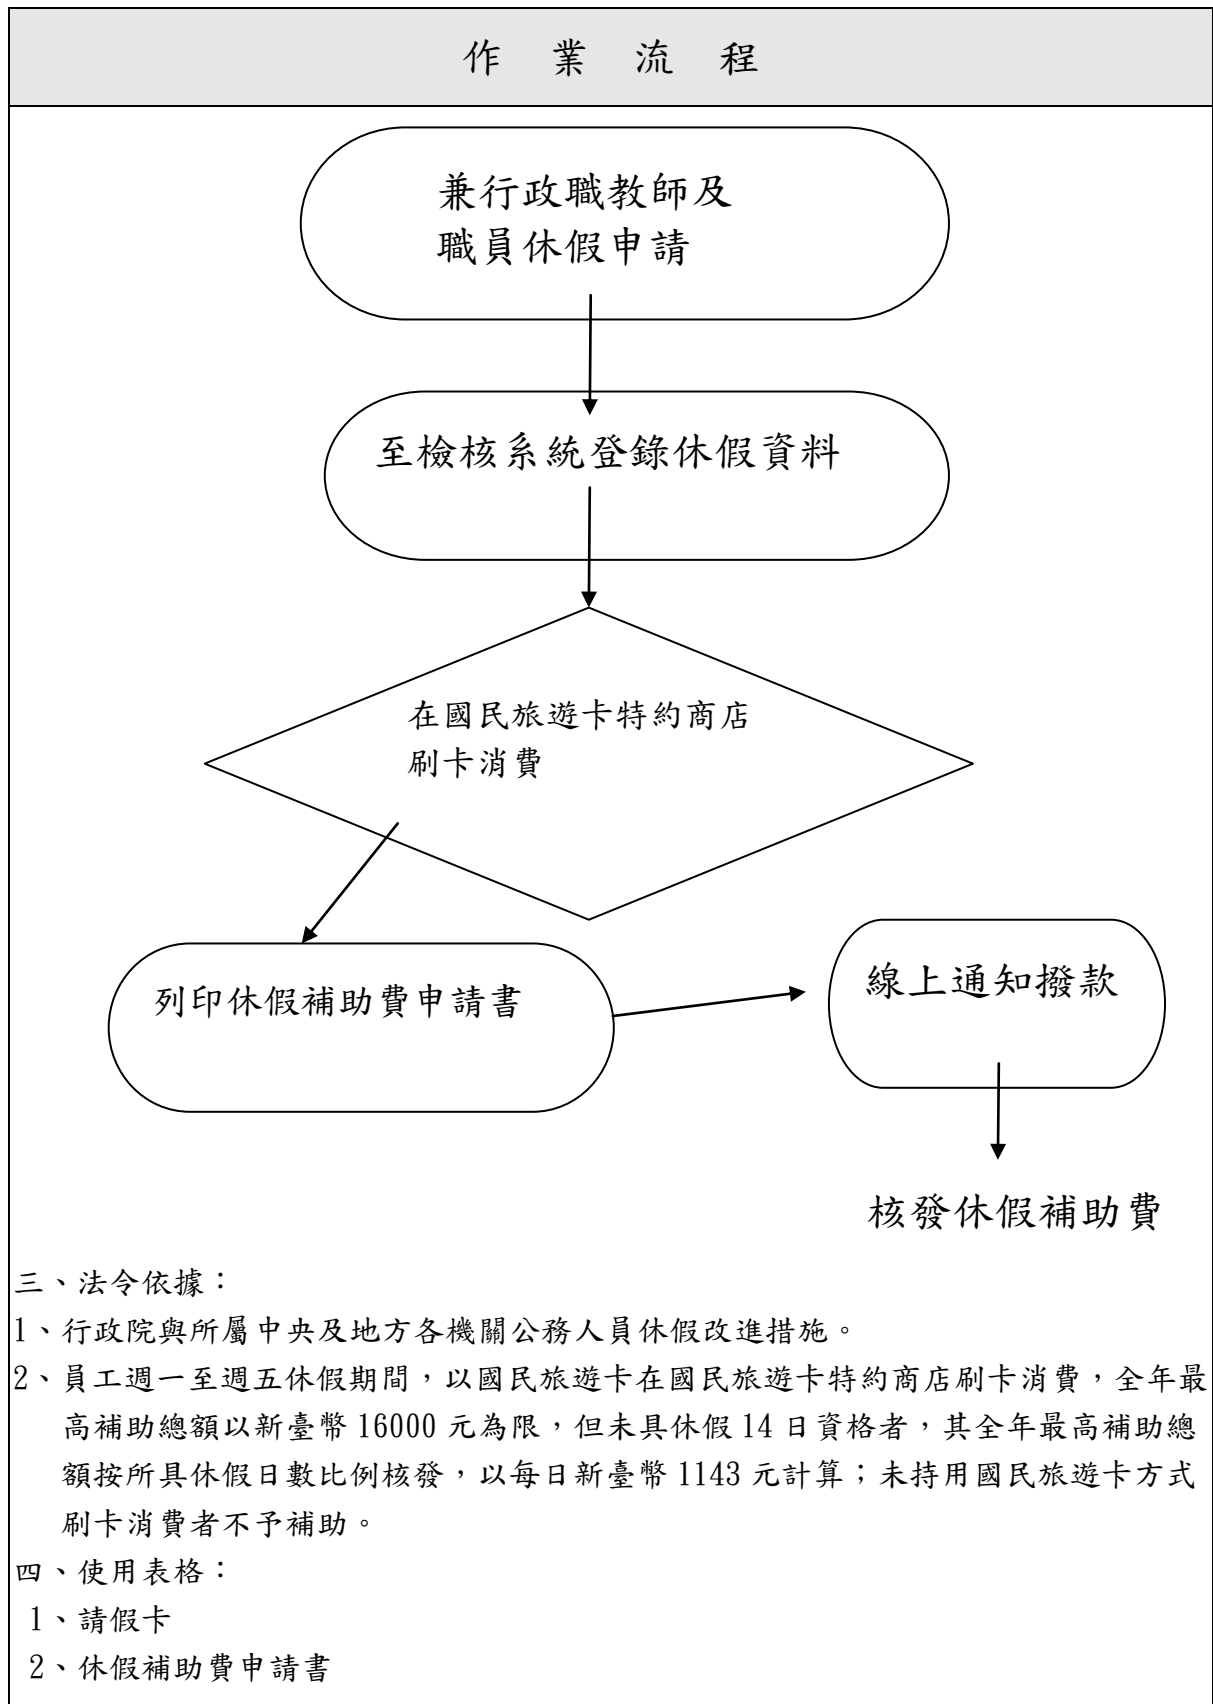 作業流程
兼行政職教師及
職員休假申請
至檢核系統登錄休假資料
在國民旅遊卡特約商店
刷卡消費
列印休假補助費申請書
線上通知撥款
核發休假補助費
三、法令依據：
1、行政院與所屬中央及地方各機關公務人員休假改進措施。
2、員工週一至週五休假期間，以國民旅遊卡在國民旅遊卡特約商店刷卡消費，全年最
高補助總額以新臺幣 16000 元為限，但未具休假 14 日資格者，其全年最高補助總
額按所具休假日數比例核發，以每日新臺幣 1143 元計算；未持用國民旅遊卡方式
刷卡消費者不予補助。
四、使用表格：
1、請假卡
2、休假補助費申請書